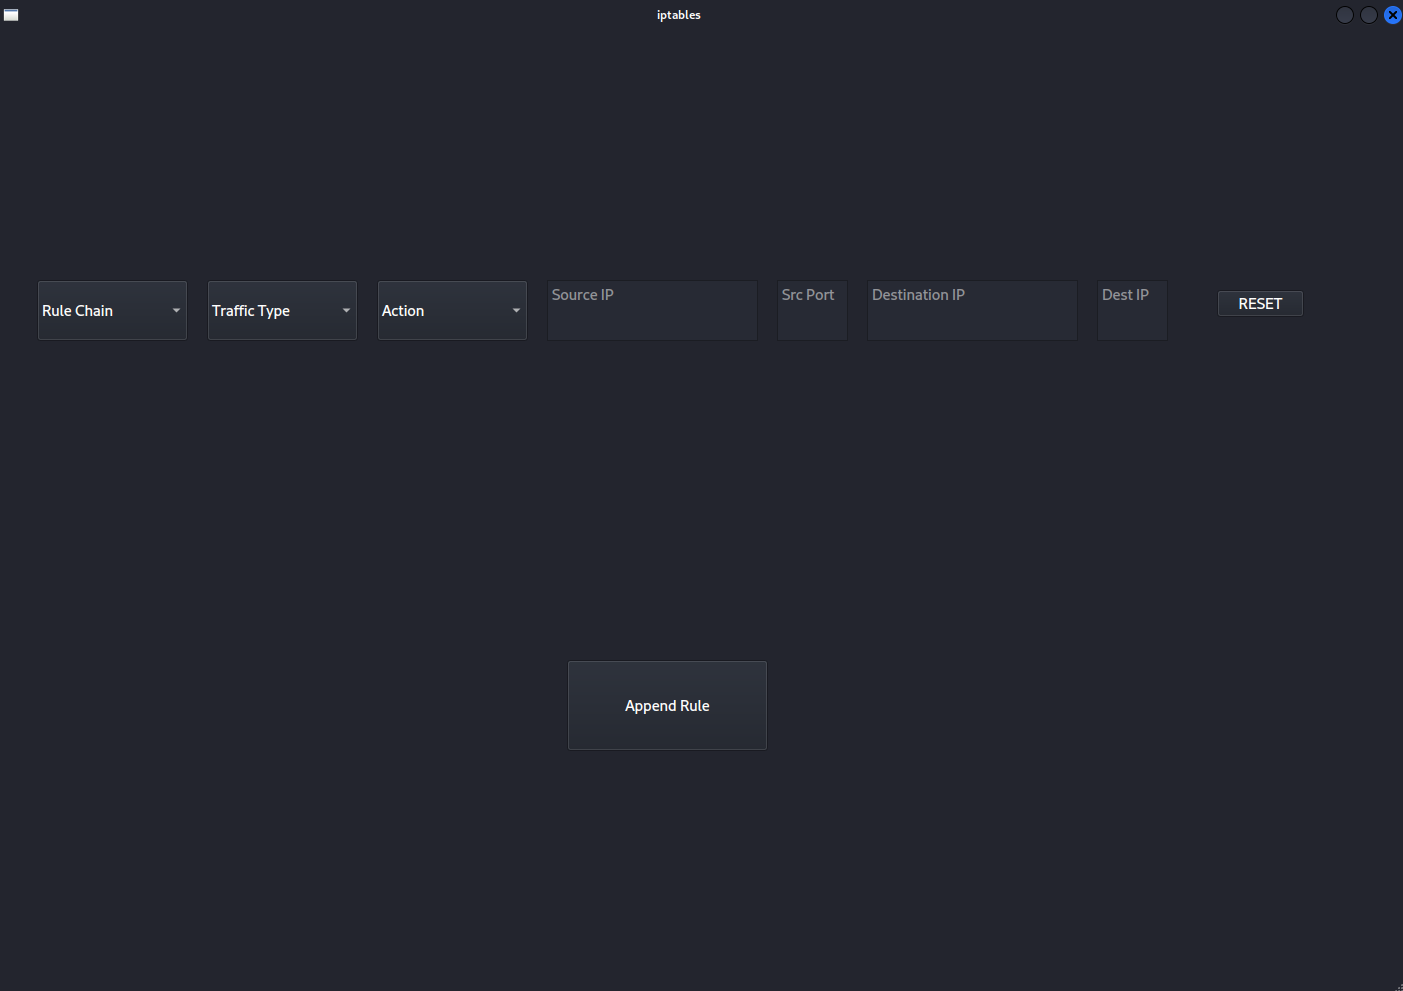 iptables
Rule Chain
Traffic Type
Action
Source IP
Src Port
Destination IP
Dest IP
RESET
Append Rule